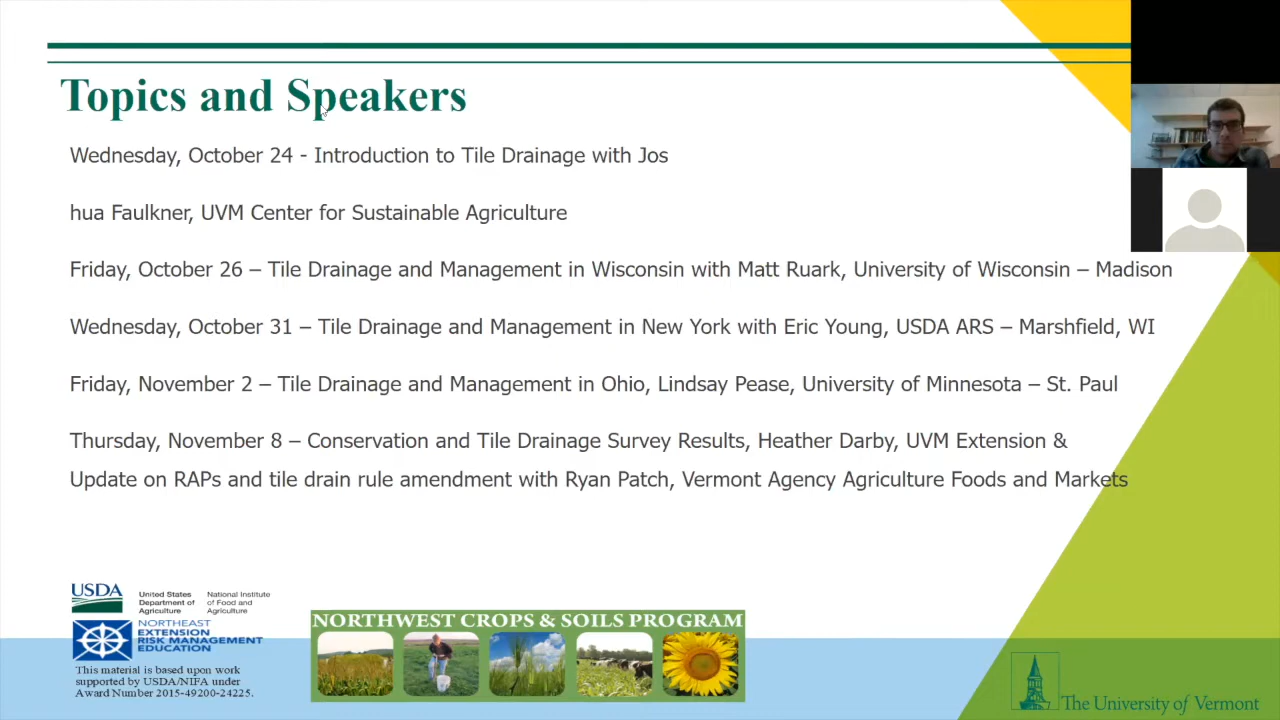 Topics and Speakers
Wednesday, October 24 - Introduction to Tile Drainage with Jos
hua Faulkner, UVM Center for Sustainable Agriculture
Friday, October 26 – Tile Drainage and Management in Wisconsin with Matt Ruark, University of Wisconsin – Madison
Wednesday, October 31 – Tile Drainage and Management in New York with Eric Young, USDA ARS – Marshfield, WI
Friday, November 2 – Tile Drainage and Management in Ohio, Lindsay Pease, University of Minnesota – St. Paul
Thursday, November 8 – Conservation and Tile Drainage Survey Results, Heather Darby, UVM Extension &
Update on RAPs and tile drain rule amendment with Ryan Patch, Vermont Agency Agriculture Foods and Markets
USDA
United States
Department of
Agriculture
National Institute
of Food and
Agriculture
NORTHEAST
EXTENSION
RISK MANAGEMENT
EDUCATION
This material is based upon work
supported by USDA/NIFA under
Award Number 2015-49200-24225.
NORTHWEST CROPS & SOILS PROGRAM
The University of Vermont